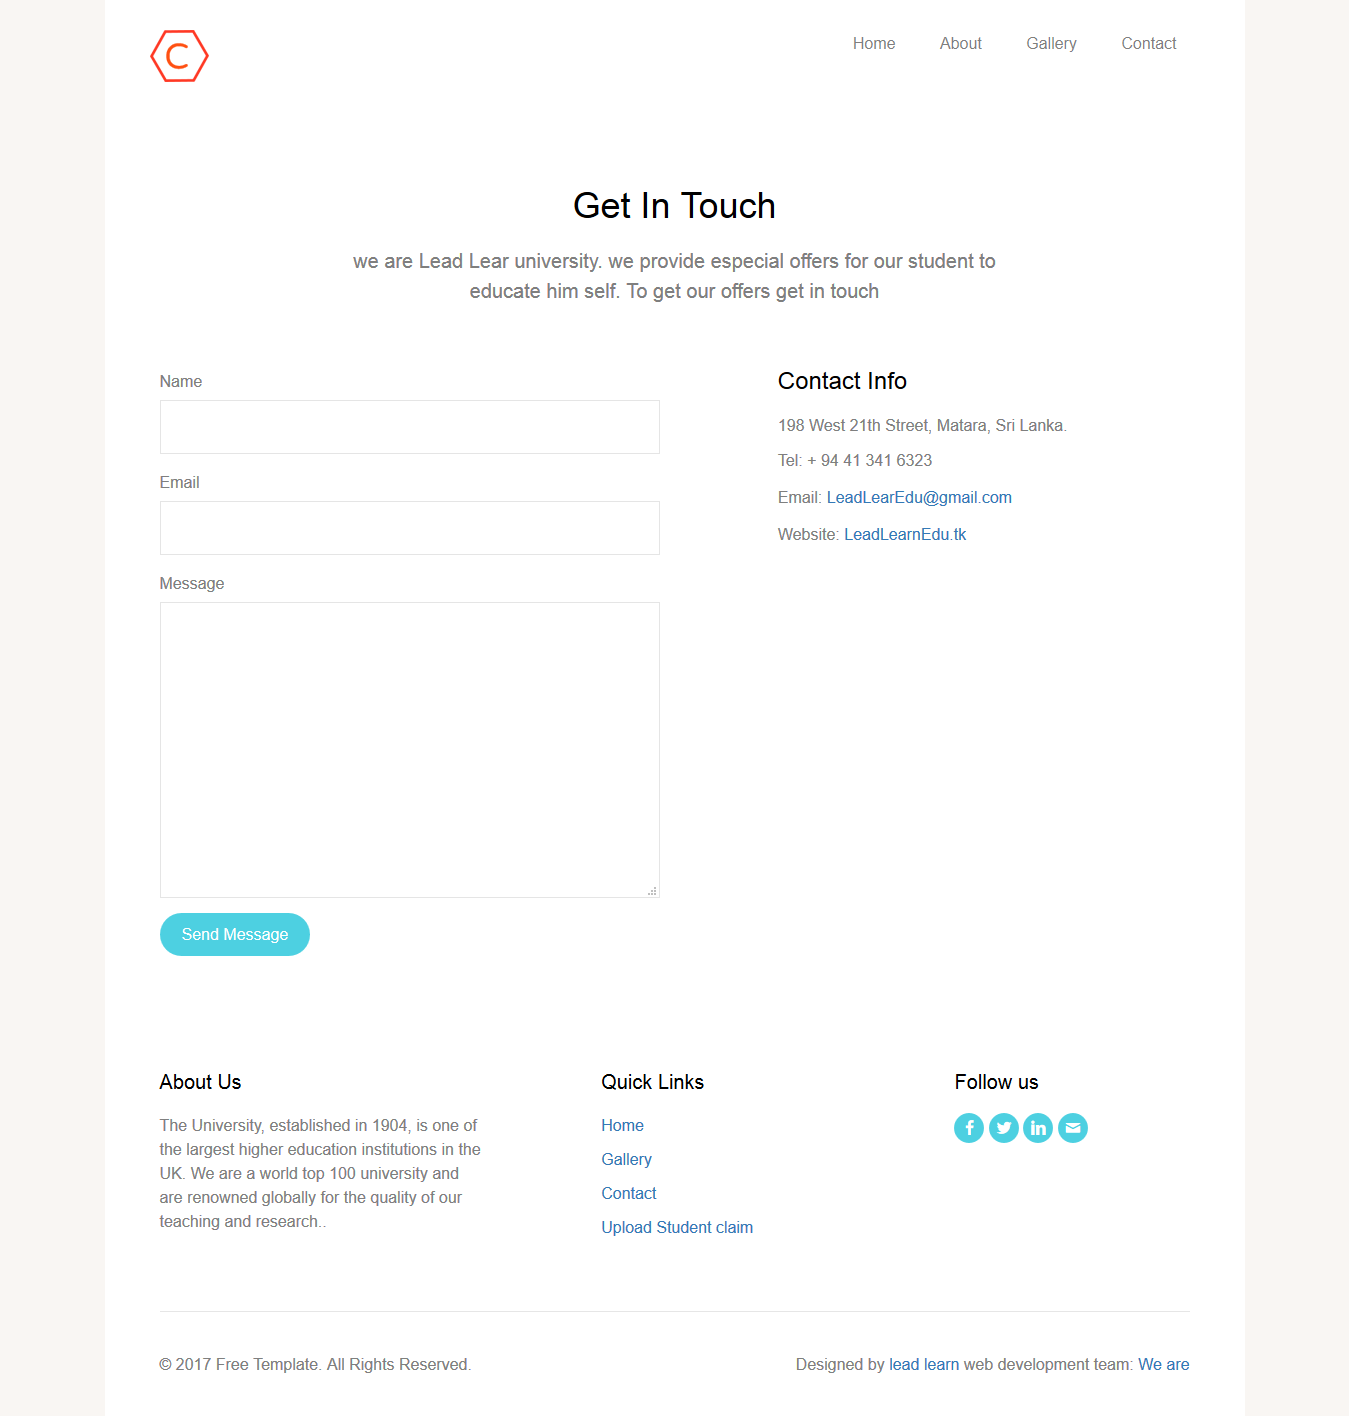 C
Home About Gallery Contact
Get In Touch
we are Lead Lear university. we provide especial offers for our student to
educate him self. To get our offers get in touch
Name
Email
Message
Send Message
Contact Info
198 West 21th Street, Matara, Sri Lanka.
Tel: + 94 41 341 6323
Email: LeadLearEdu@gmail.com
Website: LeadLearnEdu.tk
About Us
The University, established in 1904, is one of
the largest higher education institutions in the
UK. We are a world top 100 university and
are renowned globally for the quality of our
teaching and research..
Quick Links
Home
Gallery
Contact
Upload Student claim
Follow us
© 2017 Free Template. All Rights Reserved.
Designed by lead learn web development team: We are